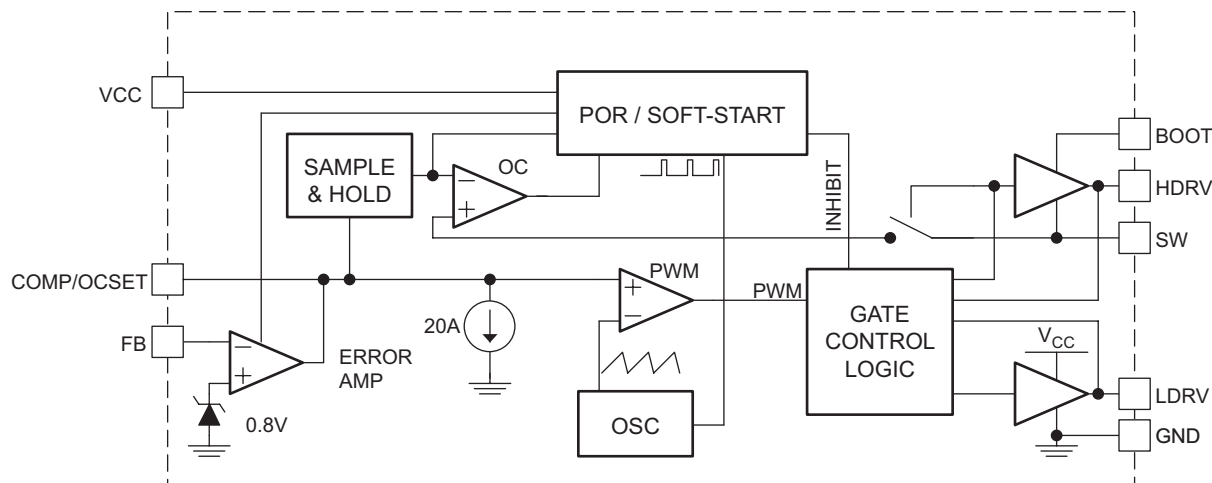 VCC
POR / SOFT-START
BOOT
SAMPLE
& HOLD
OC
HDRV
INHIBIT
SW
COMP/OCSET
PWM
PWM
20A
GATE
CONTROL
LOGIC
FB
ERROR
AMP
VCC
0.8V
OSC
LDRV
GND